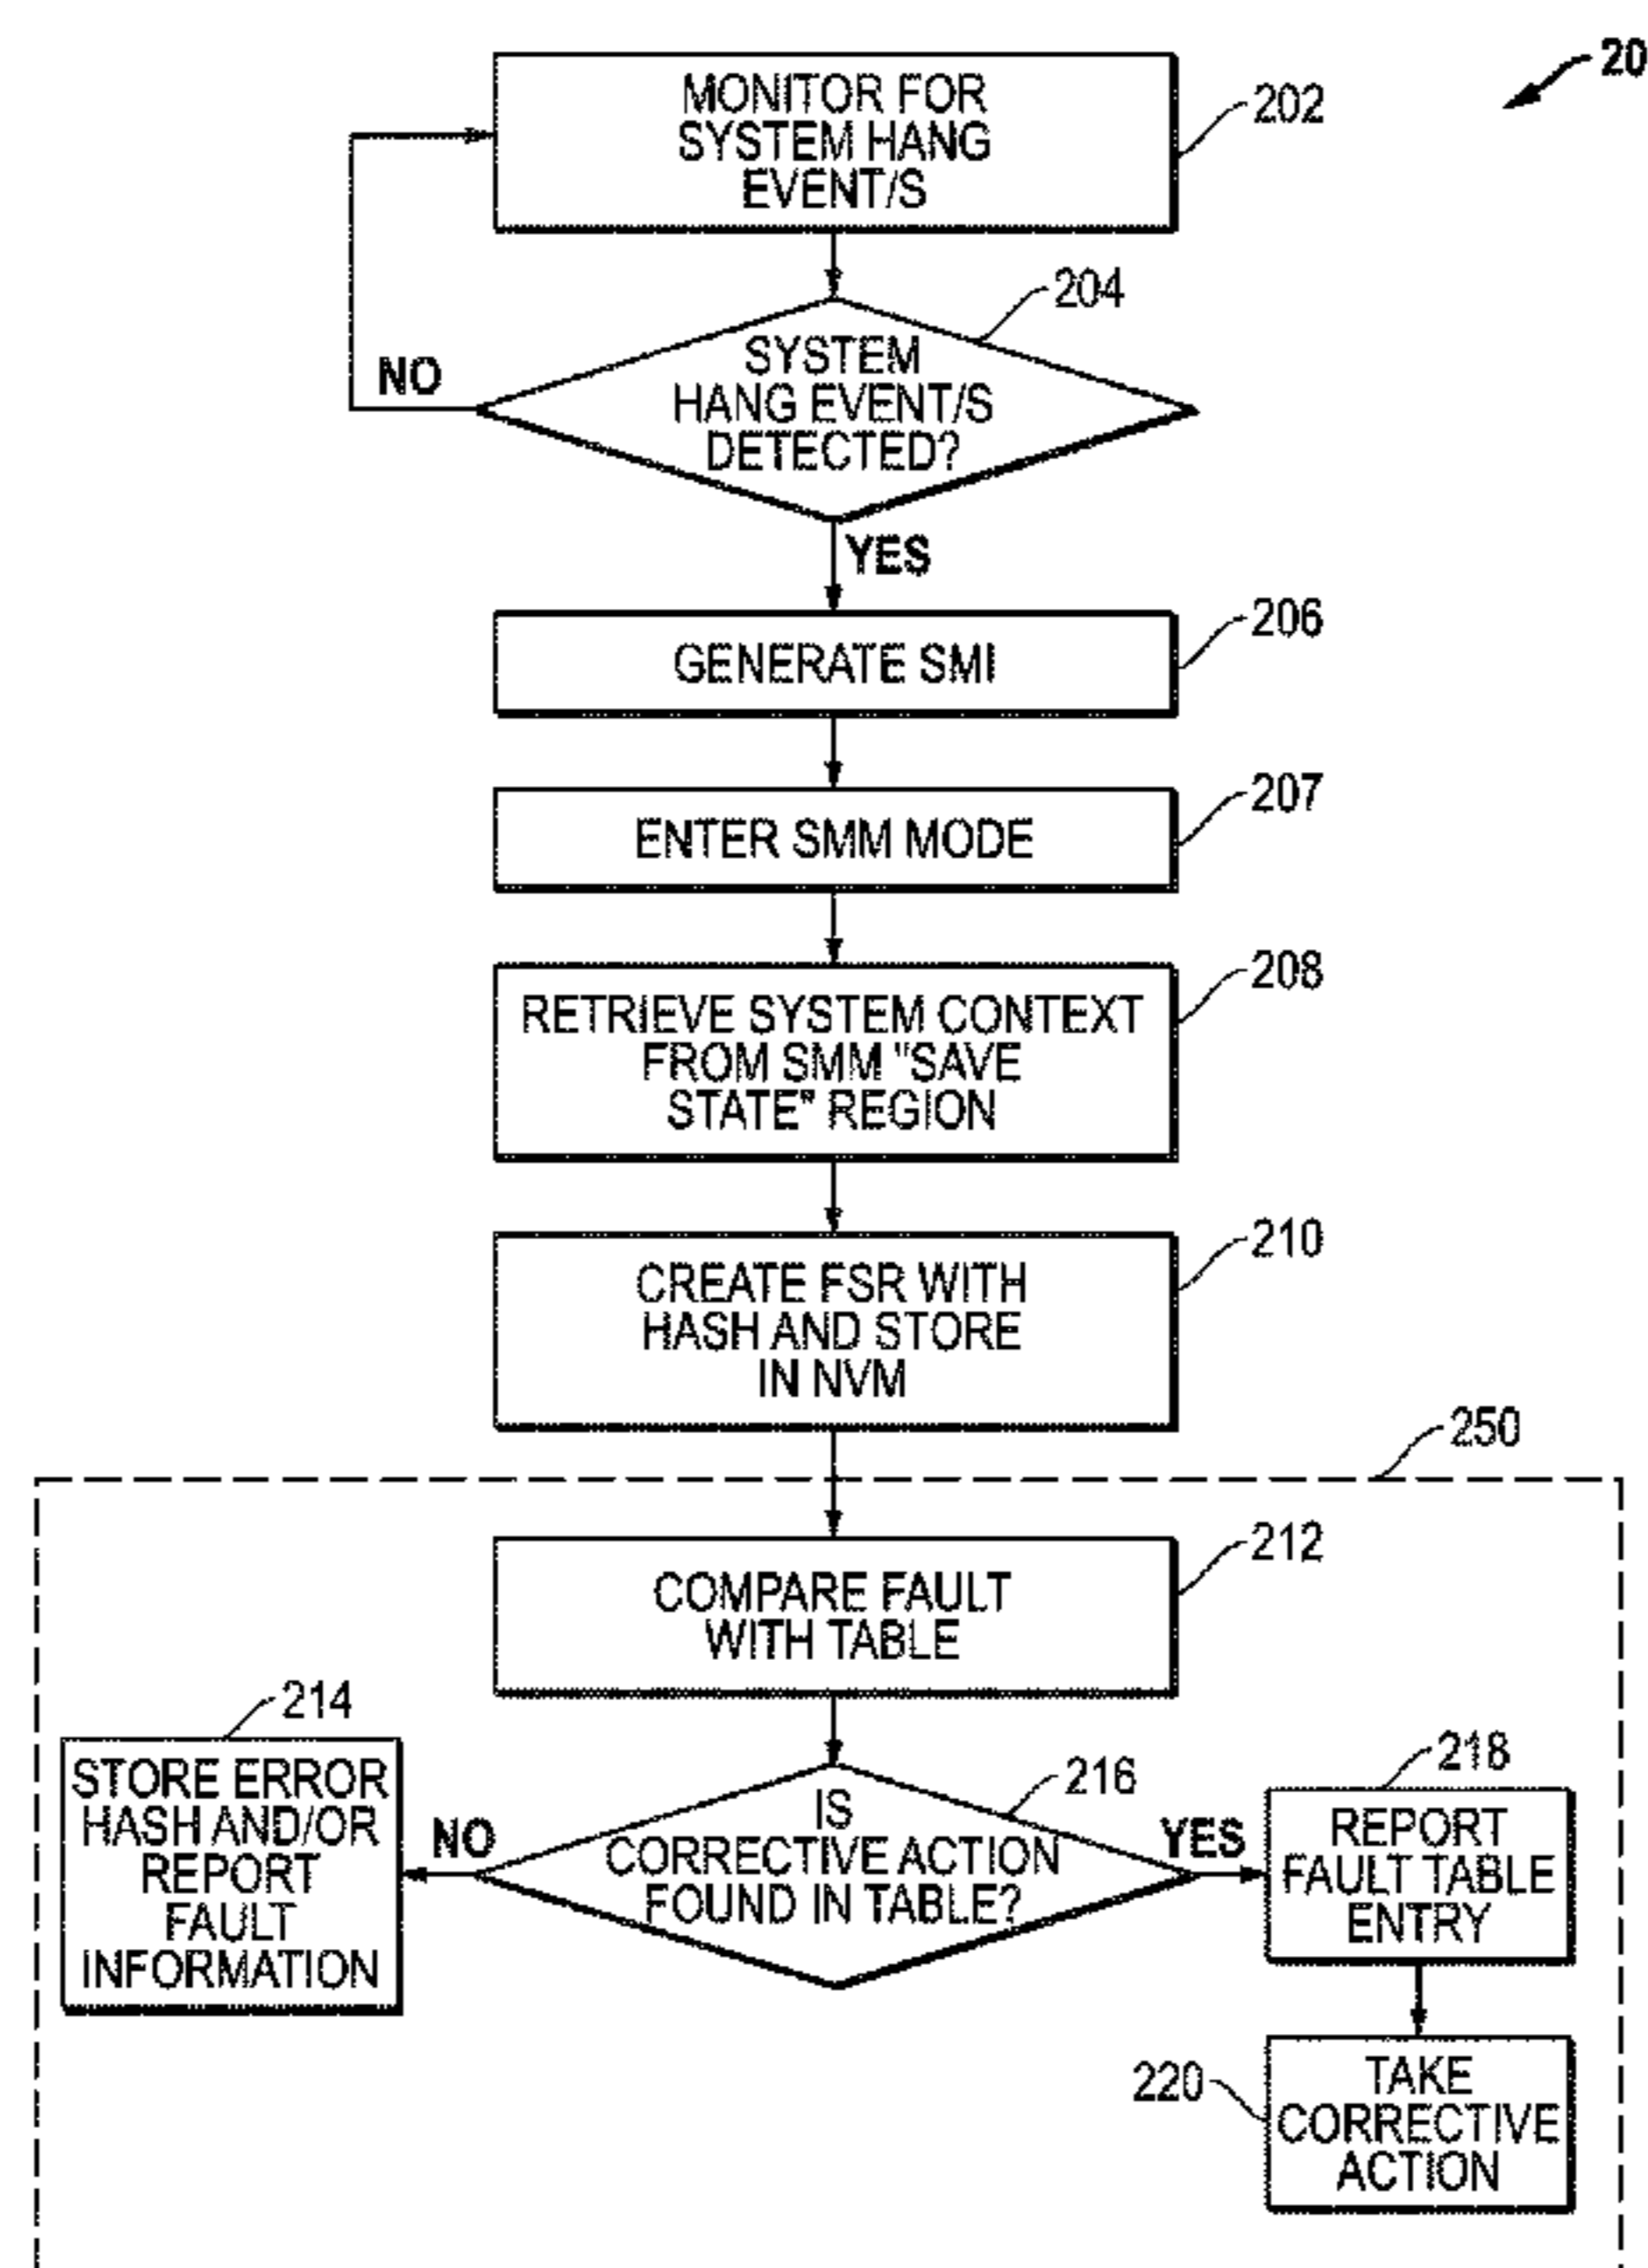 20
MONITOR FOR
SYSTEM HANG
EVENT/S
202
204
SYSTEM
HANG EVENT/S
DETECTED?
NO
YES
206
GENERATE SMI
207
ENTER SMM MODE
208
RETRIEVE SYSTEM CONTEXT
FROM SMM "SAVE
STATE" REGION
210
CREATE FSR WITH
HASH AND STORE
IN NVM
250
212
COMPARE FAULT
WITH TABLE
214
STORE ERROR
HASH AND/OR
REPORT
FAULT
INFORMATION
NO
216
IS
CORRECTIVE ACTION
FOUND IN TABLE?
YES
218
REPORT
FAULT TABLE
ENTRY
220
TAKE
CORRECTIVE
ACTION